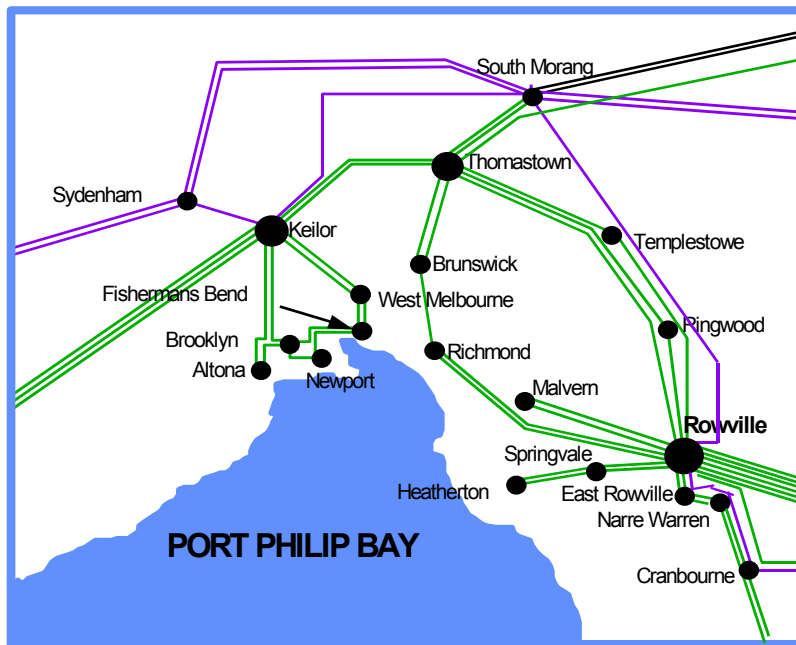 South Morang
Thomastown
Sydenham
Keilor
Templestowe
Brunswick
Fishermans Bend
West Melbourne
Pingwood
Brooklyn
Richmond
Altona
Newport
Malvern
Rowville
Springvale
Heatherton
East Rowville
Narre Warren
PORT PHILIP BAY
Cranbourne